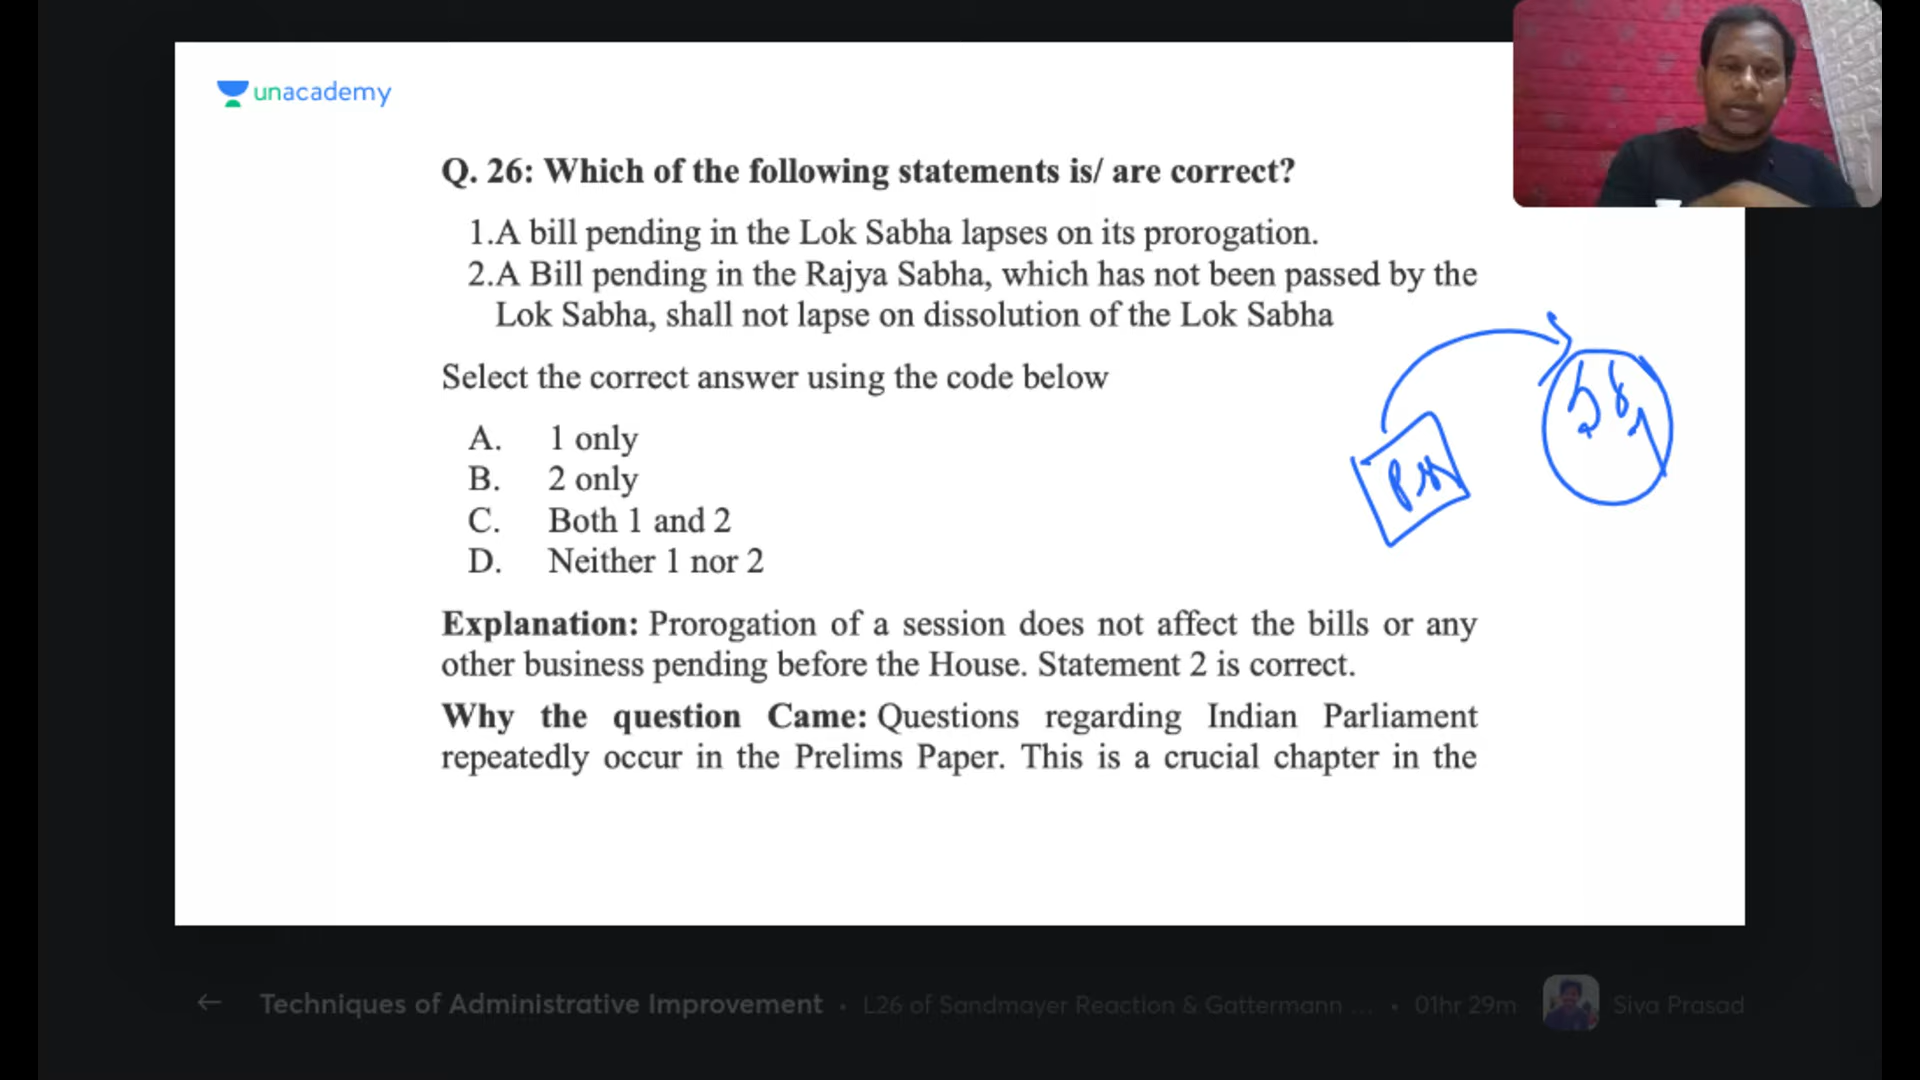 unacademy
Q. 26: Which of the following statements is/ are correct?
1.A bill pending in the Lok Sabha lapses on its prorogation.
2.A Bill pending in the Rajya Sabha, which has not been passed by the
Lok Sabha, shall not lapse on dissolution of the Lok Sabha
Select the correct answer using the code below
A. 1 only
B. 2 only
C. Both 1 and 2
D. Neither 1 nor 2
Explanation: Prorogation of a session does not affect the bills or any
other business pending before the House. Statement 2 is correct.
Why the question Came: Questions regarding Indian Parliament
repeatedly occur in the Prelims Paper. This is a crucial chapter in the
← Techniques of Administrative Improvement • L26 of Sandmayer Reaction & Gattermann ... • 01hr 29m Siva Prasad